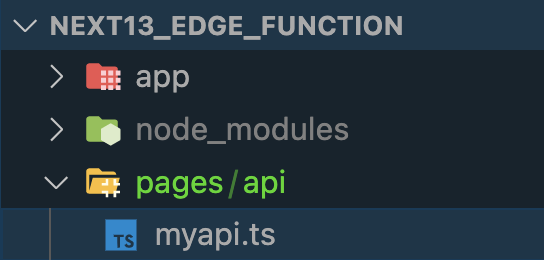 NEXT13_EDGE_FUNCTION
app
node_modules
pages/api
TS myapi.ts